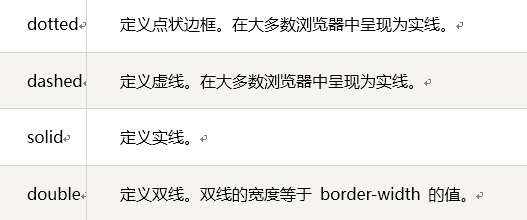 dotted 定义点状边框。在大多数浏览器中呈现为实线。
dashed 定义虚线。在大多数浏览器中呈现为实线。
solid 定义实线。
double 定义双线。双线的宽度等于 border-width 的值。